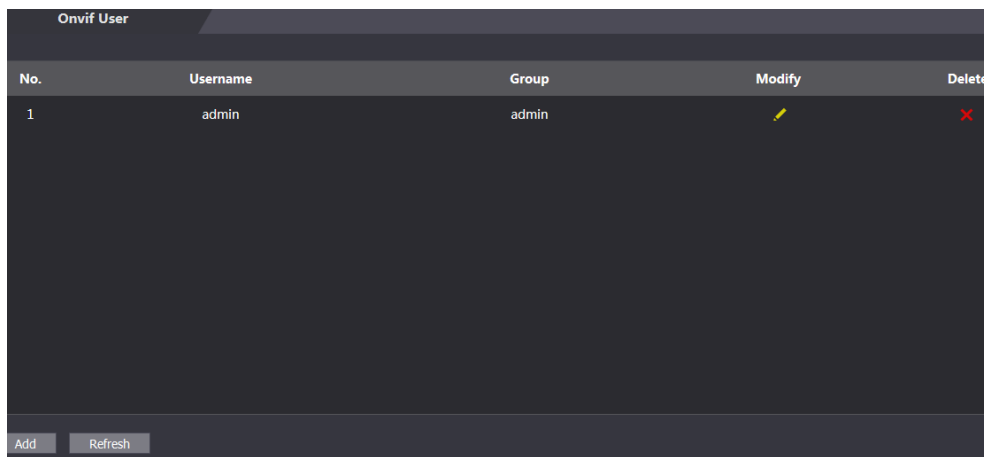 Onvif User
No. Username Group Modify Delete
1 admin admin
Add Refresh